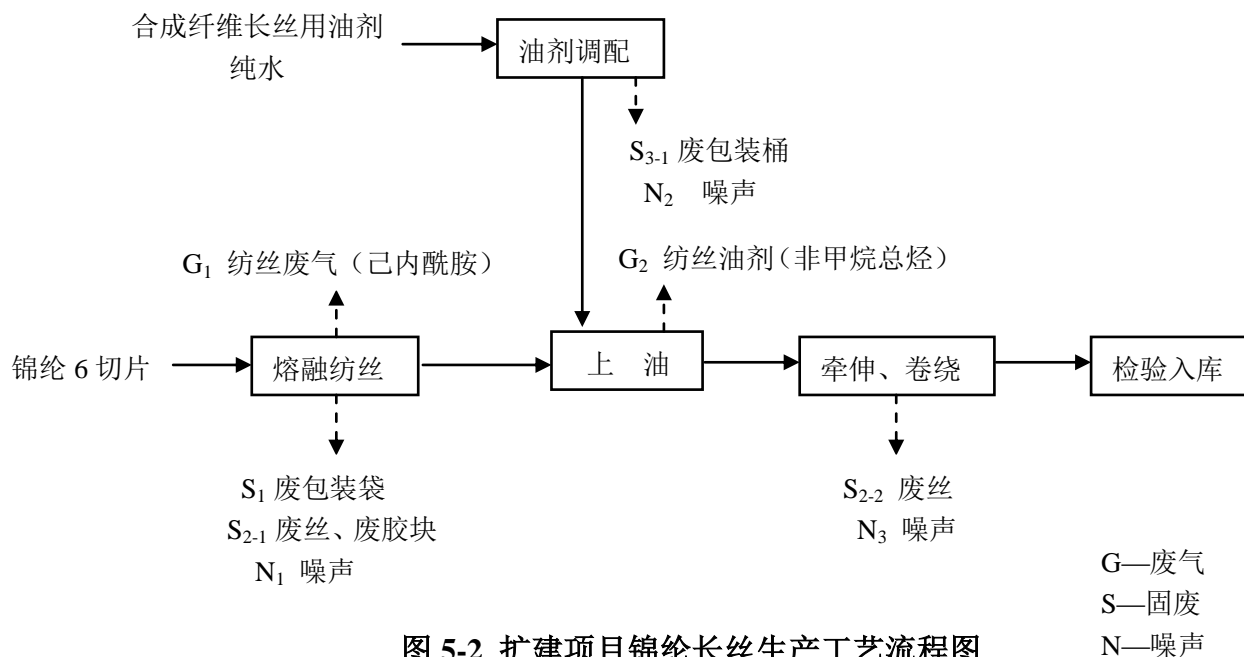 合成纤维长丝用油剂
纯水
油剂调配
S3-1 废包装桶
N2 噪声
G1 纺丝废气（己内酰胺）
G2 纺丝油剂（非甲烷总烃）
锦纶 6 切片
熔融纺丝
上 油
牵伸、卷绕
检验入库
S1 废包装袋
S2-1 废丝、废胶块
N1 噪声
S2-2 废丝
N3 噪声
G—废气
S—固废
N—噪声
图 5-2 扩建项目锦纶长丝生产工艺流程图